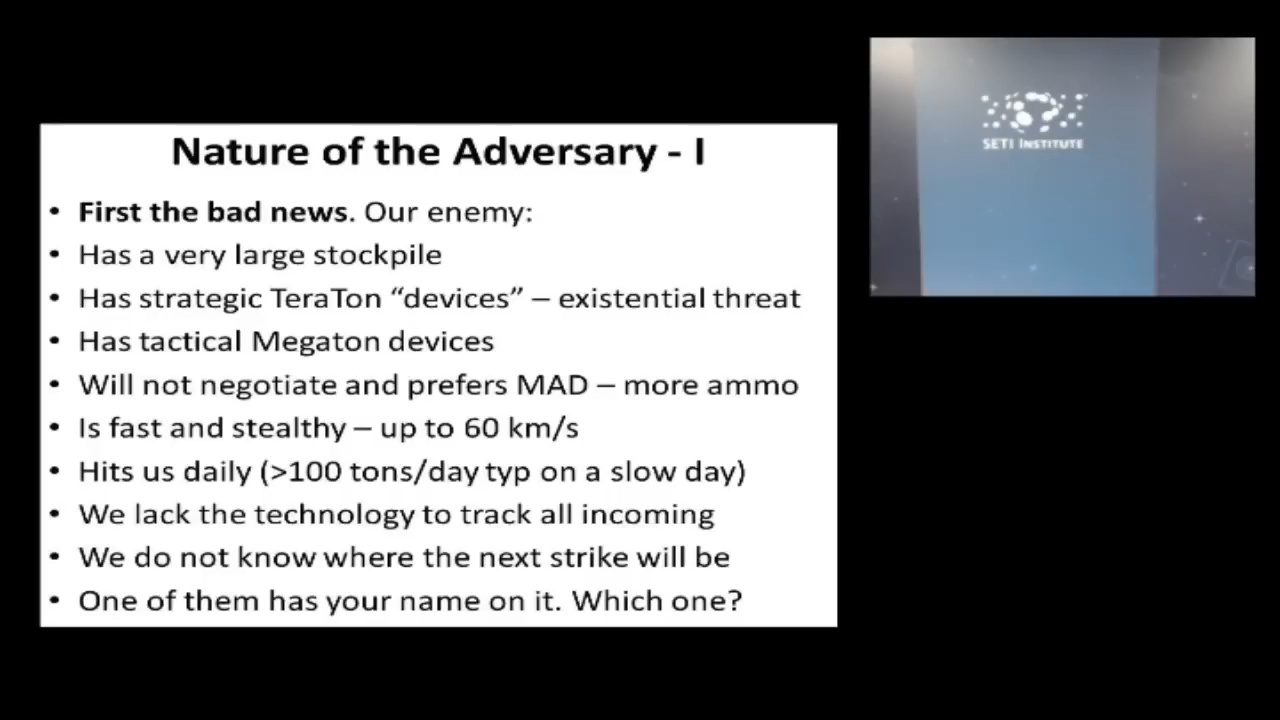 Nature of the Adversary - I
• First the bad news. Our enemy:
• Has a very large stockpile
• Has strategic TeraTon “devices” – existential threat
• Has tactical Megaton devices
• Will not negotiate and prefers MAD – more ammo
• Is fast and stealthy – up to 60 km/s
• Hits us daily (>100 tons/day typ on a slow day)
• We lack the technology to track all incoming
• We do not know where the next strike will be
• One of them has your name on it. Which one?
SETI INSTITUTE